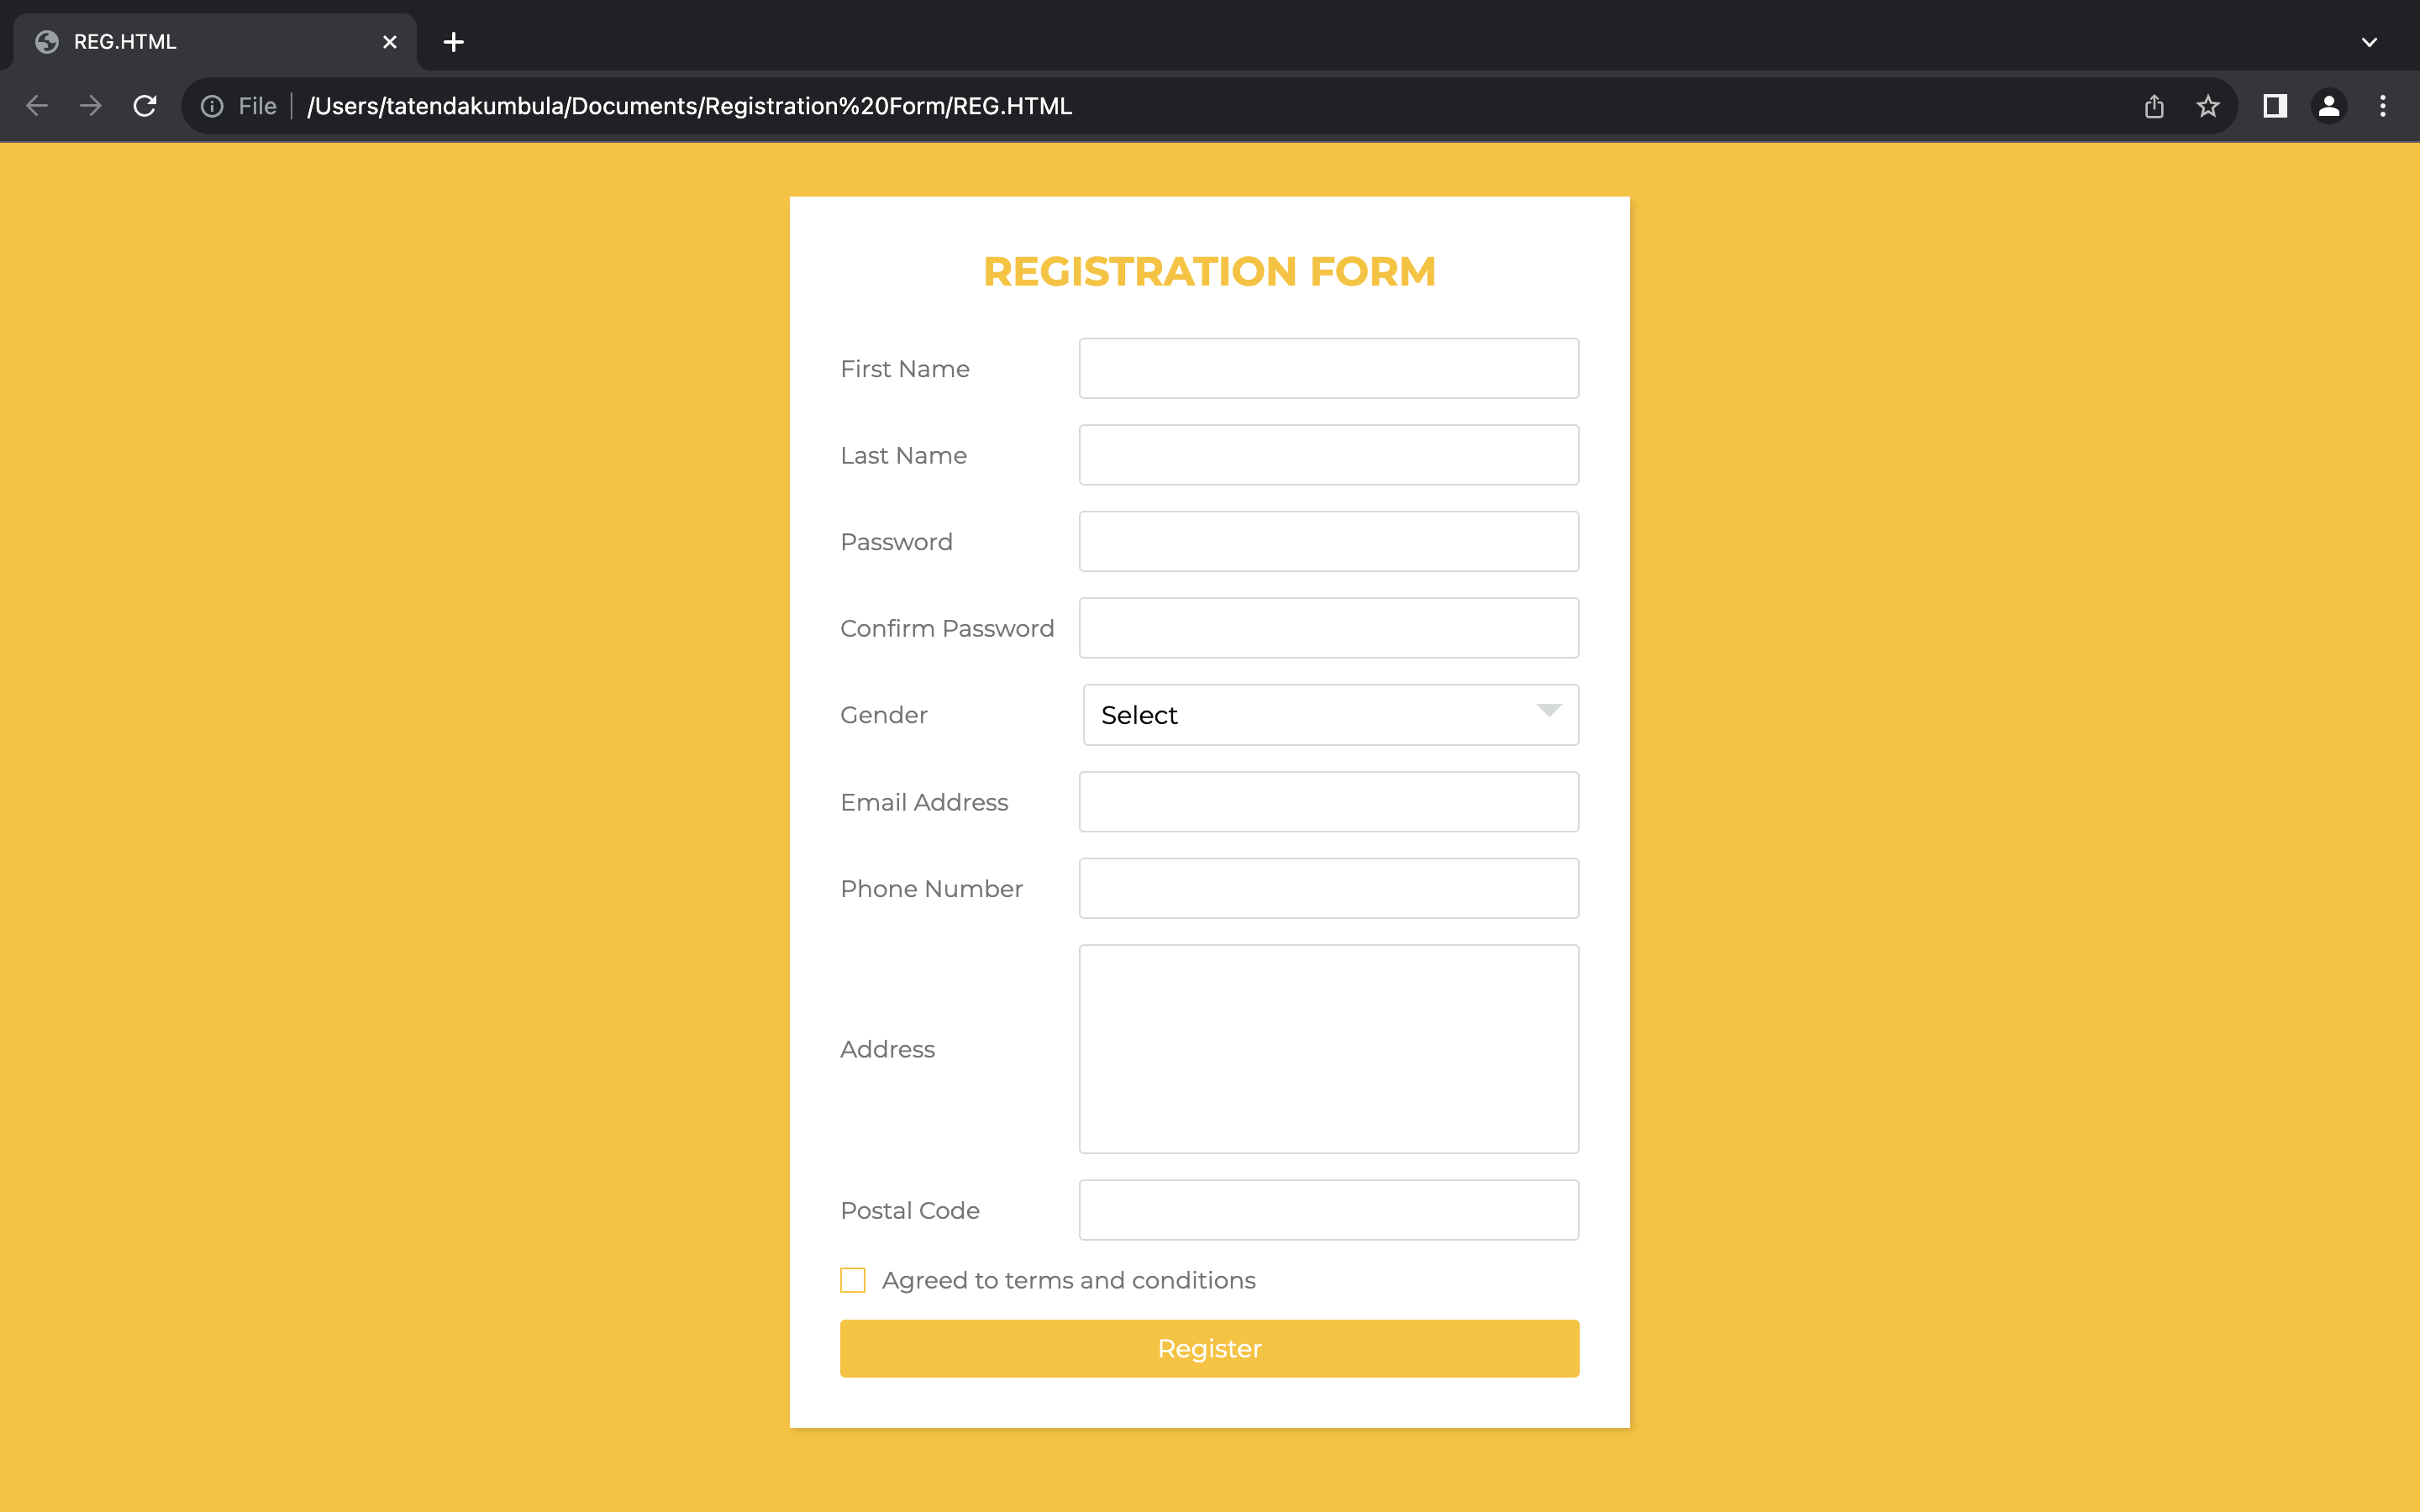 REG.HTML
File /Users/tatendakumbula/Documents/Registration%20Form/REG.HTML
REGISTRATION FORM
First Name
Last Name
Password
Confirm Password
Gender Select
Email Address
Phone Number
Address
Postal Code
Agreed to terms and conditions
Register